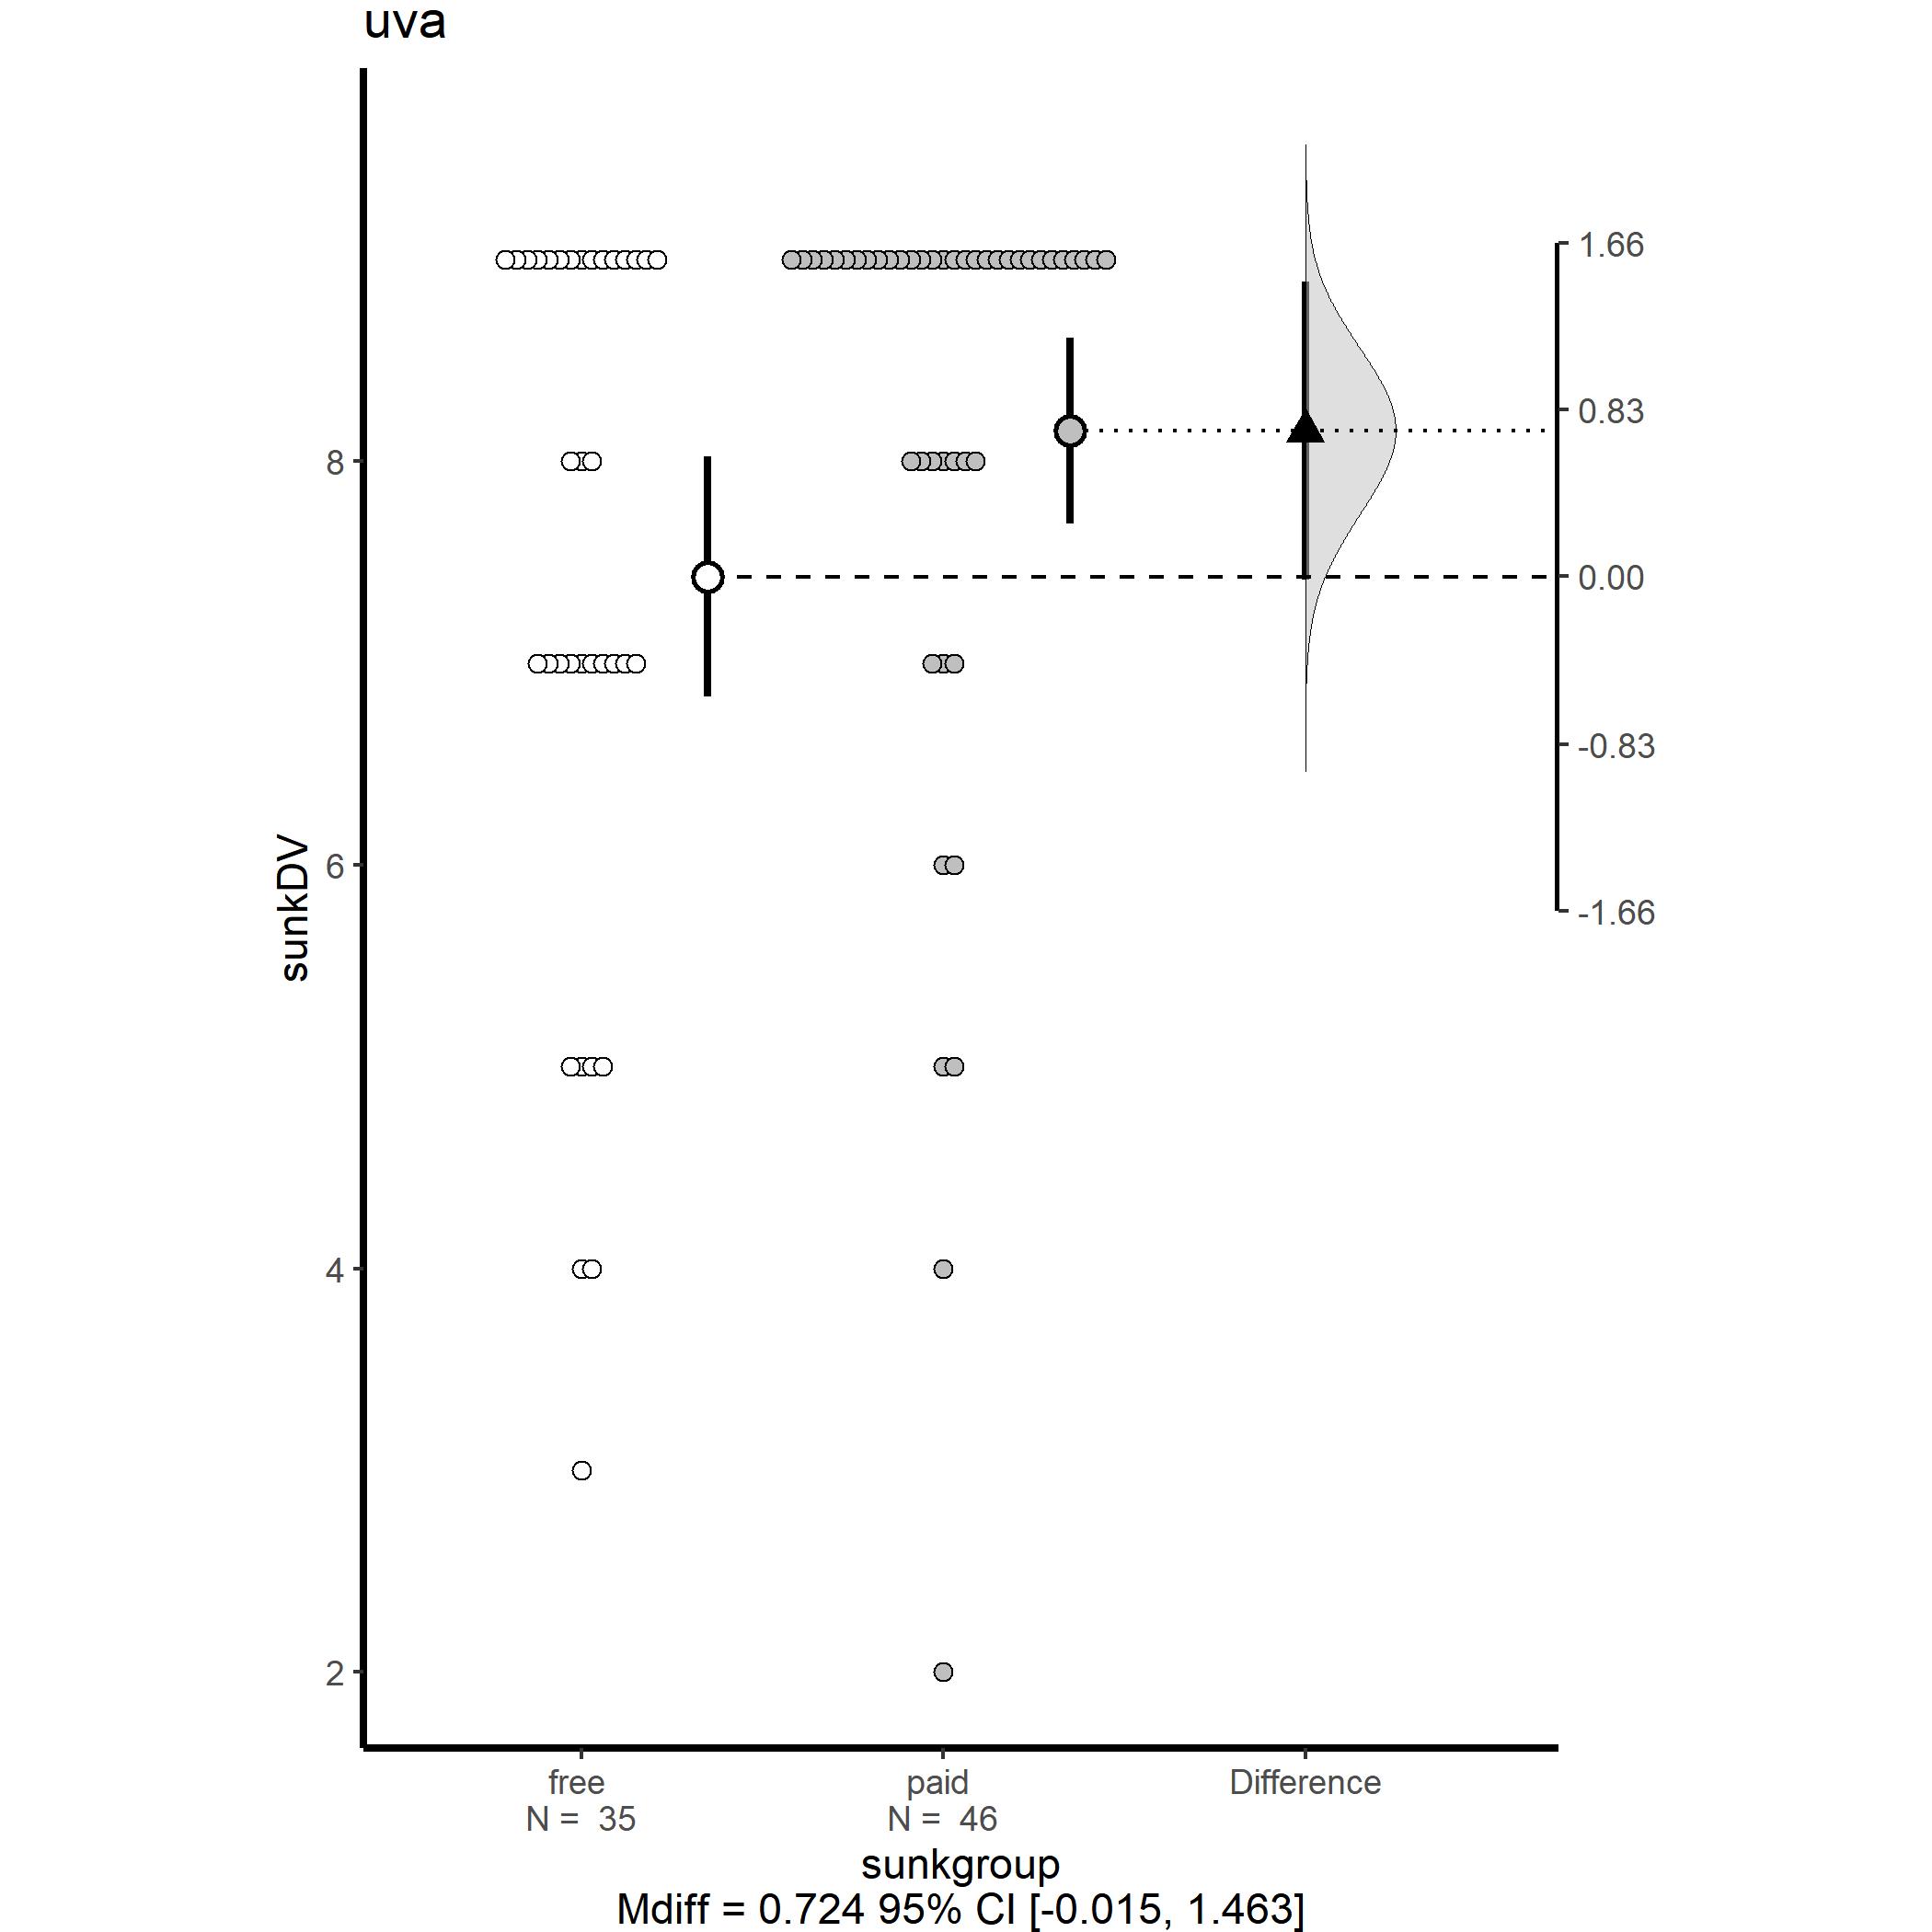 uva
sunkDV
8
6
4
2
1.66
0.83
0.00
-0.83
-1.66
free
N =  35
paid
N =  46
Difference
sunkgroup
Mdiff = 0.724 95% CI [-0.015, 1.463]